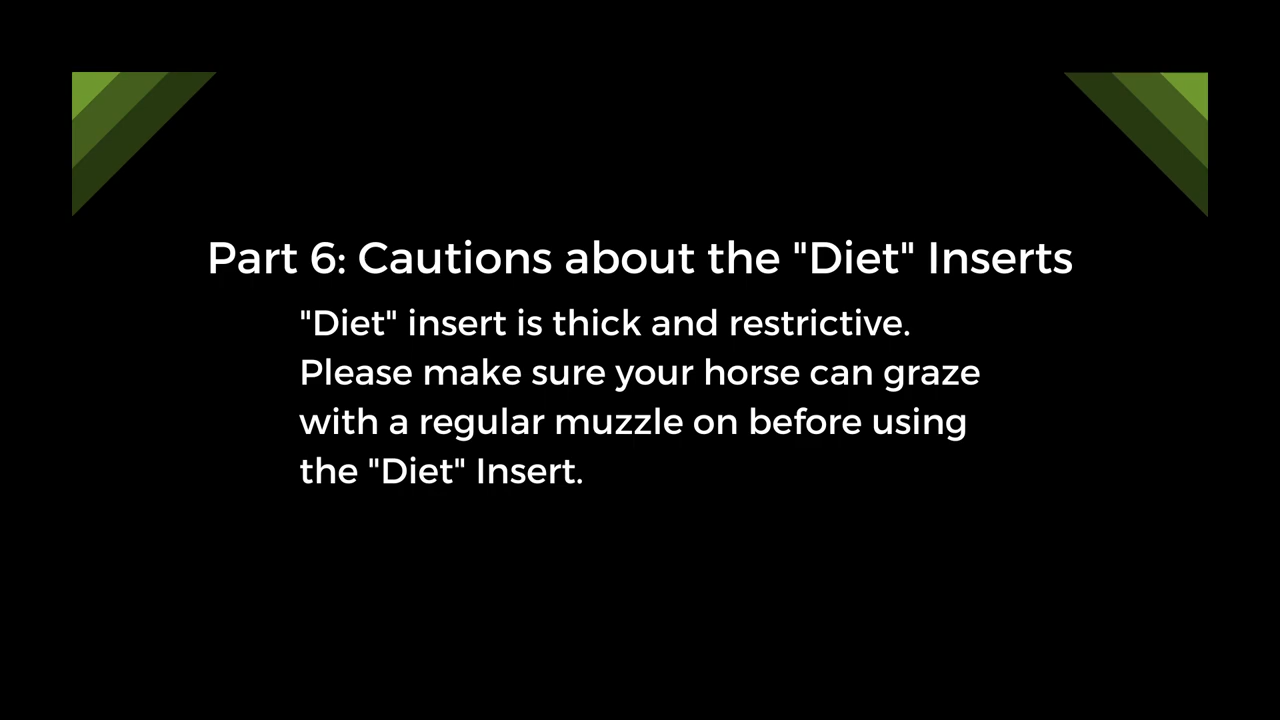 Part 6: Cautions about the "Diet" Inserts
"Diet" insert is thick and restrictive.
Please make sure your horse can graze
with a regular muzzle on before using
the "Diet" Insert.